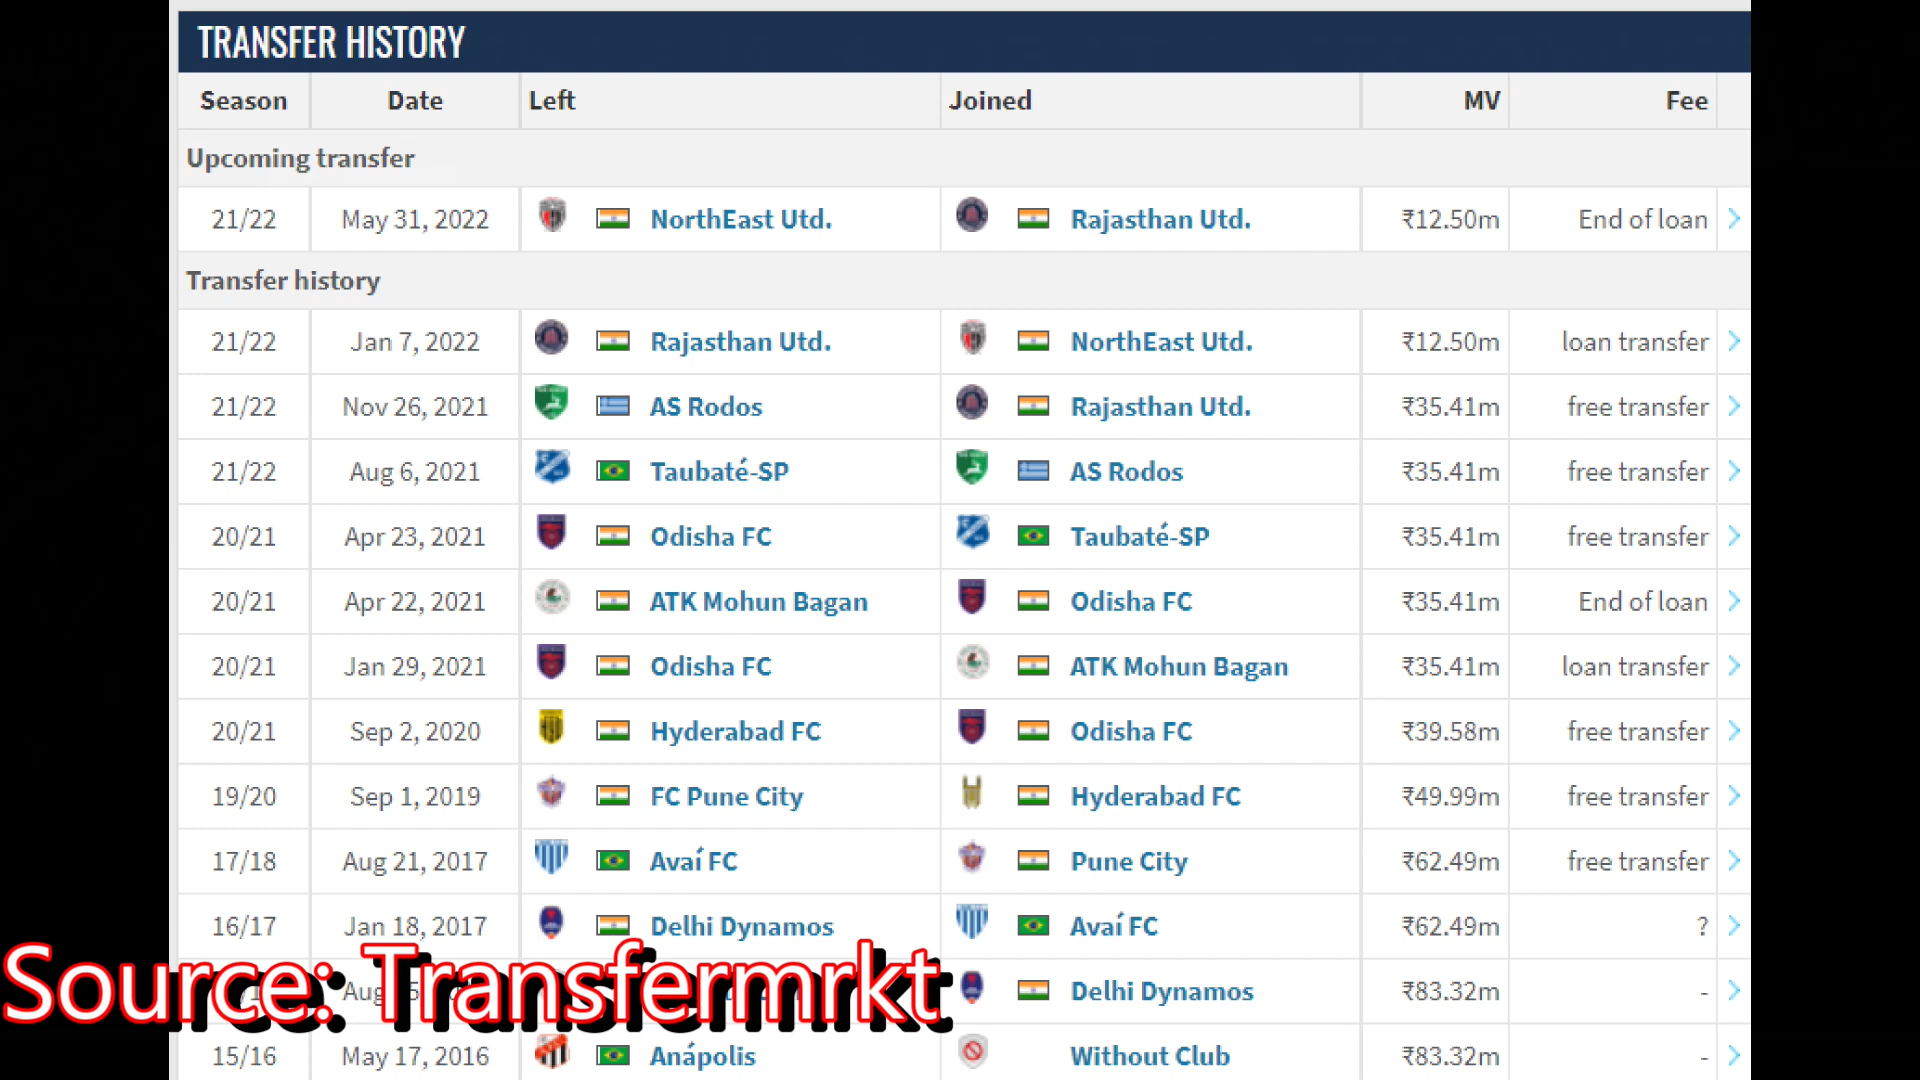 TRANSFER HISTORY
Season Date Left Joined MV Fee
Upcoming transfer
21/22 May 31, 2022 NorthEast Utd. Rajasthan Utd. ₹12.50m End of loan
Transfer history
21/22 Jan 7, 2022 Rajasthan Utd. NorthEast Utd. ₹12.50m loan transfer
21/22 Nov 26, 2021 AS Rodos Rajasthan Utd. ₹35.41m free transfer
21/22 Aug 6, 2021 Taubaté-SP AS Rodos ₹35.41m free transfer
20/21 Apr 23, 2021 Odisha FC Taubaté-SP ₹35.41m free transfer
20/21 Apr 22, 2021 ATK Mohun Bagan Odisha FC ₹35.41m End of loan
20/21 Jan 29, 2021 Odisha FC ATK Mohun Bagan ₹35.41m loan transfer
20/21 Sep 2, 2020 Hyderabad FC Odisha FC ₹39.58m free transfer
19/20 Sep 1, 2019 FC Pune City Hyderabad FC ₹49.99m free transfer
17/18 Aug 21, 2017 Avaí FC Pune City ₹62.49m free transfer
16/17 Jan 18, 2017 Delhi Dynamos Avaí FC ₹62.49m ?
Aug Delhi Dynamos ₹83.32m -
Source: Transfermrkt
15/16 May 17, 2016 Anápolis Without Club ₹83.32m -